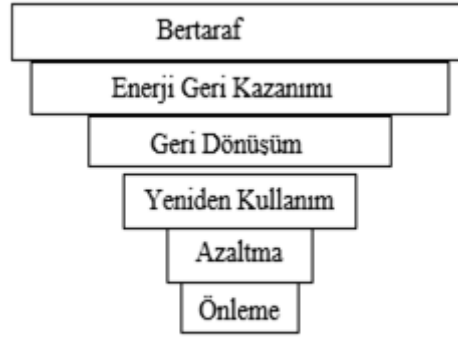 Bertaraf
Enerji Geri Kazanımı
Geri Dönüşüm
Yeniden Kullanım
Azaltma
Önleme